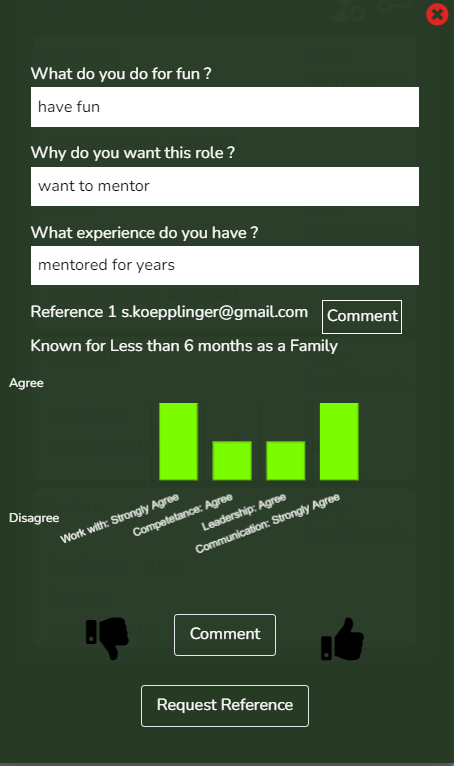 What do you do for fun ?
have fun
Why do you want this role ?
want to mentor
What experience do you have ?
mentored for years
Reference 1 s.koepplinger@gmail.com
Comment
Known for Less than 6 months as a Family
Agree
Disagree
Work with: Strongly Agree
Competetance: Agree
Leadership: Agree
Communication: Strongly Agree
Comment
Request Reference